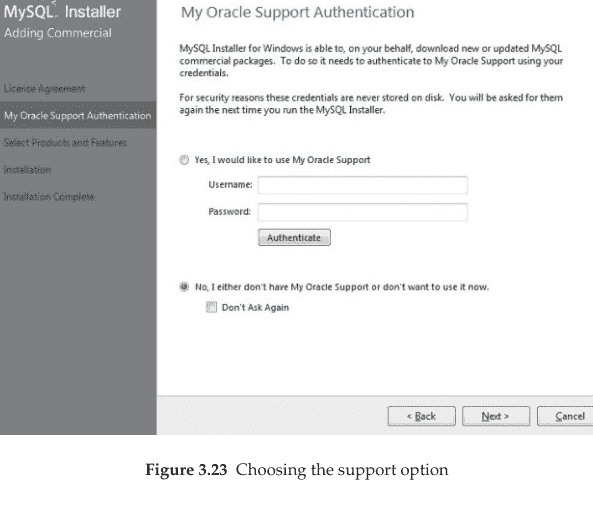 MySQL. Installer
Adding Commercial
License Agreement
My Oracle Support Authentication
Select Products and Features
Installation
Installation Complete
My Oracle Support Authentication
MySQL Installer for Windows is able to, on your behalf, download new or updated MySQL
commercial packages. To do so it needs to authenticate to My Oracle Support using your
credentials.
For security reasons these credentials are never stored on disk. You will be asked for them
again the next time you run the MySQL Installer.
Yes, I would like to use My Oracle Support
Username:
Password:
Authenticate
No, I either don't have My Oracle Support or don't want to use it now.
Don't Ask Again
< Back
Next >
Cancel
Figure 3.23 Choosing the support option